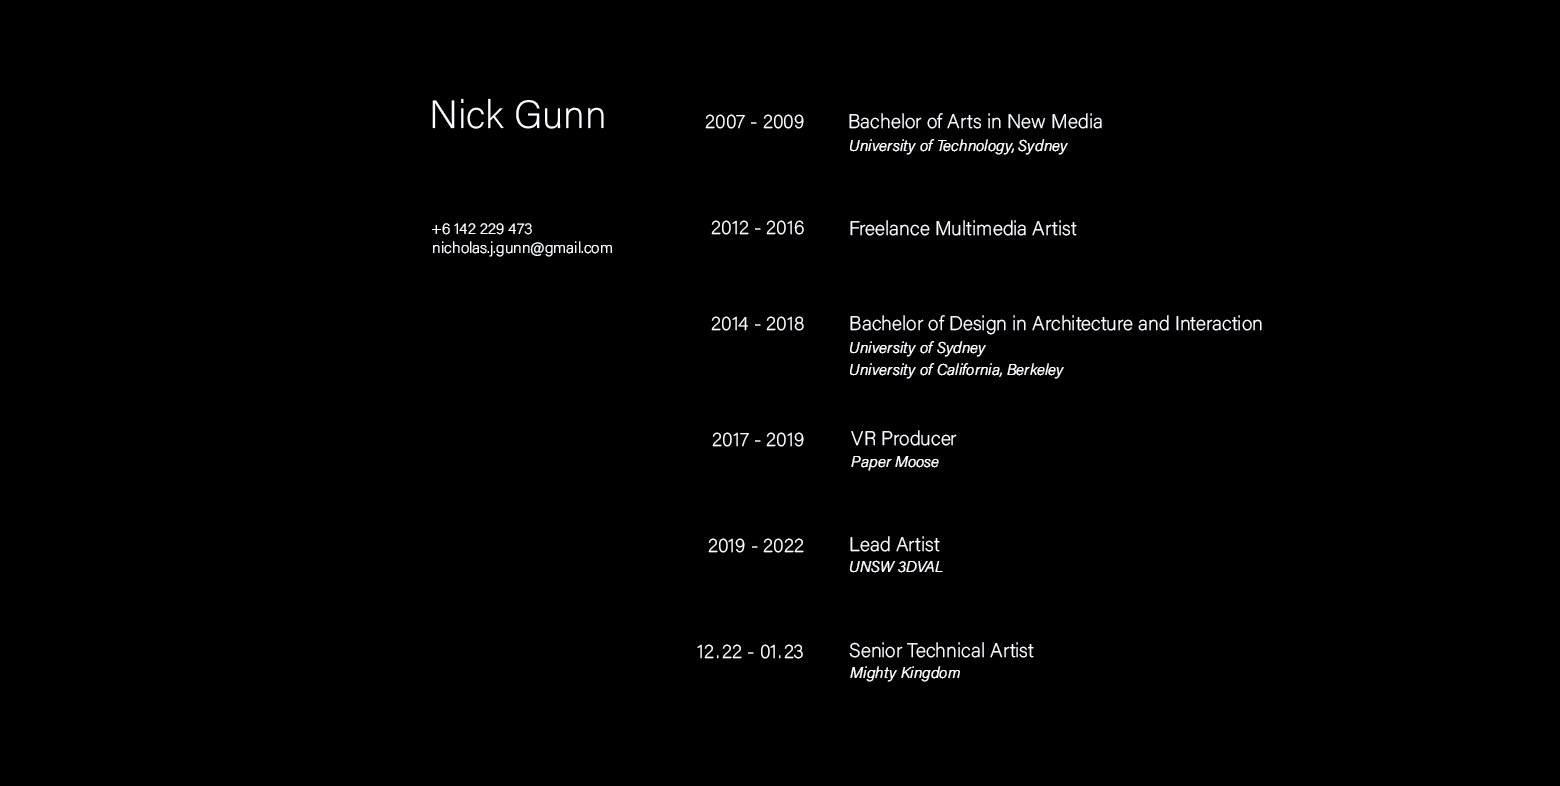 Nick Gunn
+6 142 229 473
nicholas.j.gunn@gmail.com
2007 - 2009 Bachelor of Arts in New Media
University of Technology, Sydney
2012 - 2016 Freelance Multimedia Artist
2014 - 2018 Bachelor of Design in Architecture and Interaction
University of Sydney
University of California, Berkeley
2017 - 2019 VR Producer
Paper Moose
2019 - 2022 Lead Artist
UNSW 3DVAL
12.22 - 01.23 Senior Technical Artist
Mighty Kingdom